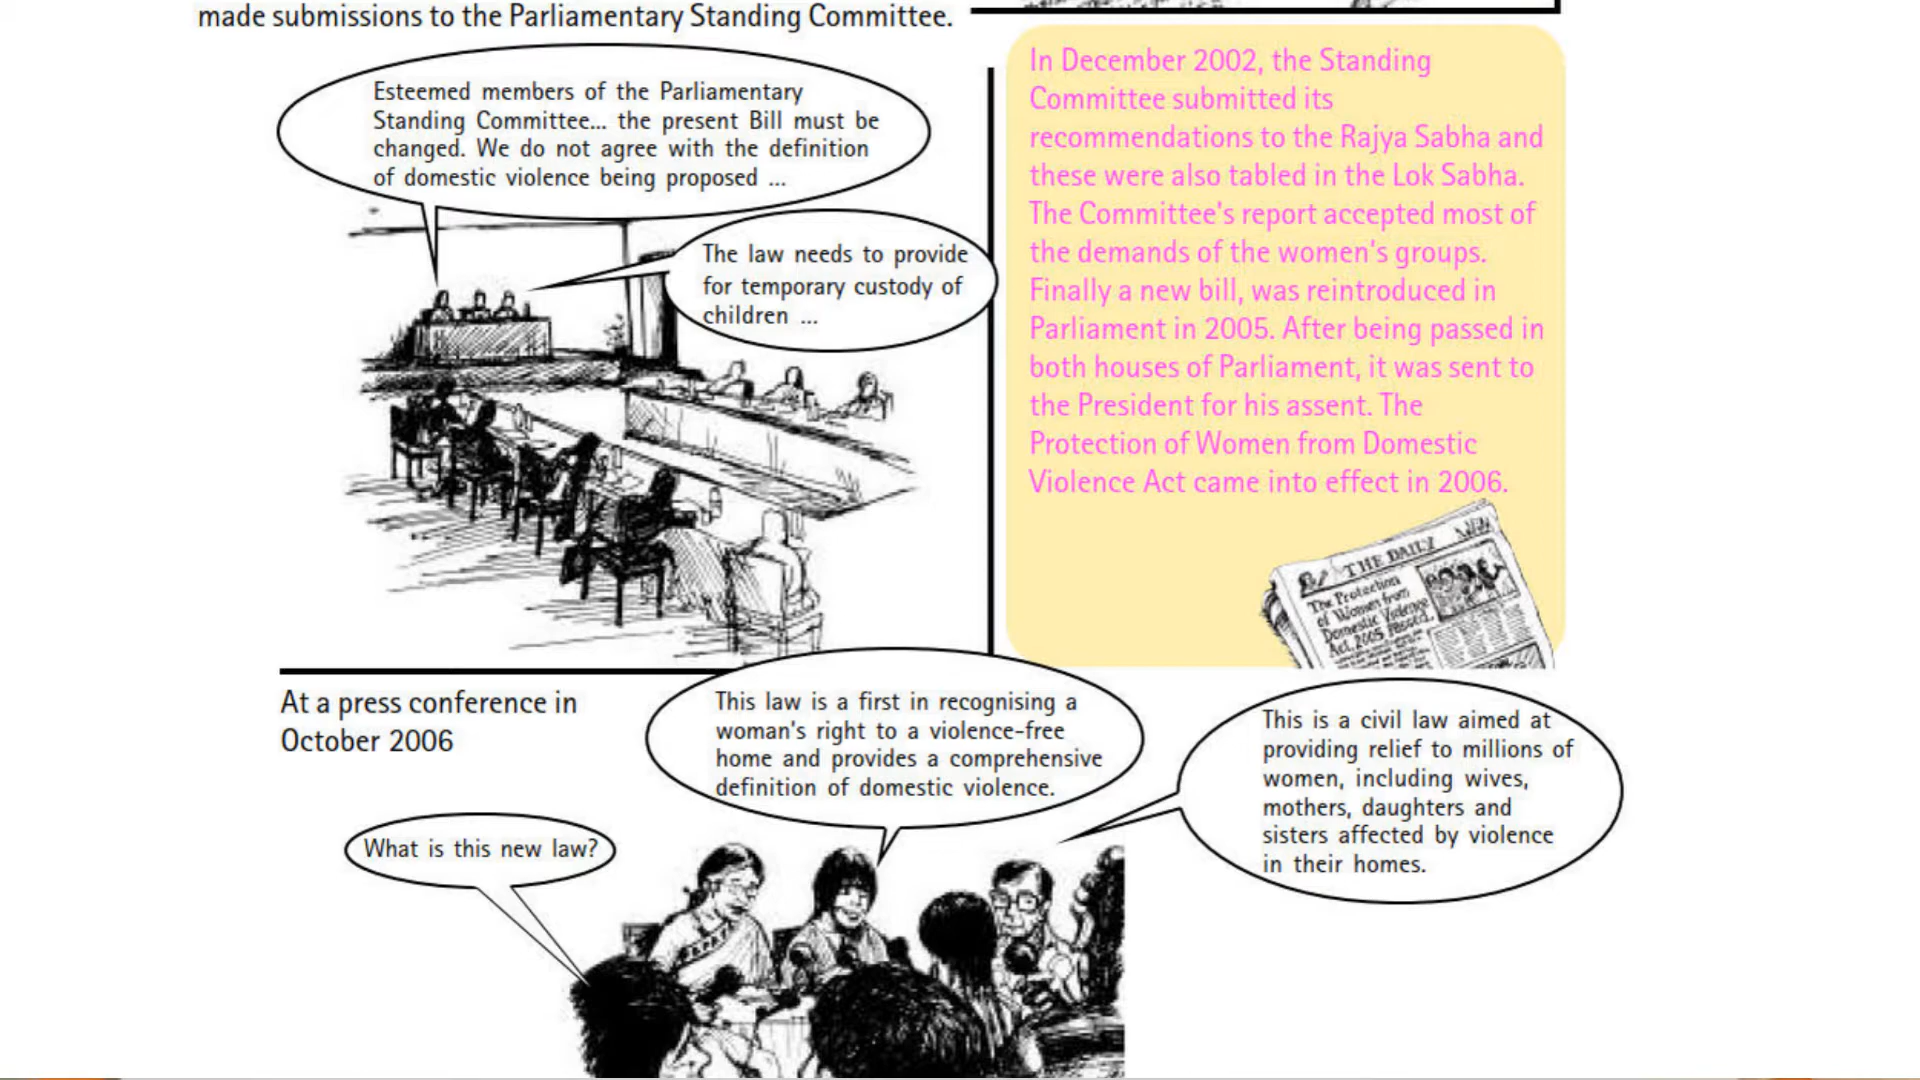 made submissions to the Parliamentary Standing Committee.
Esteemed members of the Parliamentary
Standing Committee... the present Bill must be
changed. We do not agree with the definition
of domestic violence being proposed ...
The law needs to provide
for temporary custody of
children ...
In December 2002, the Standing
Committee submitted its
recommendations to the Rajya Sabha and
these were also tabled in the Lok Sabha.
The Committee's report accepted most of
the demands of the women's groups.
Finally a new bill, was reintroduced in
Parliament in 2005. After being passed in
both houses of Parliament, it was sent to
the President for his assent. The
Protection of Women from Domestic
Violence Act came into effect in 2006.
THE DAILY
The Protection
of Women from
Domestic Violence
Act, 2005 Passed.
At a press conference in
October 2006
This law is a first in recognising a
woman's right to a violence-free
home and provides a comprehensive
definition of domestic violence.
This is a civil law aimed at
providing relief to millions of
women, including wives,
mothers, daughters and
sisters affected by violence
in their homes.
What is this new law?